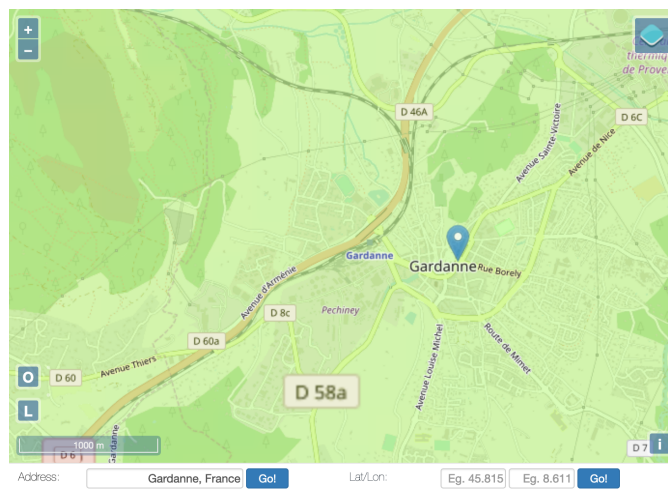 +
−
thermiq
de Prove
D 46A
D 6C
Avenue Sainte-Victoire
Avenue de Nice
Gardanne
Gardanne
Rue Borely
Avenue d'Arménie
Pechiney
D 8c
D 60a
Avenue Thiers
D 60
Avenue Louise Michel
Route de Mimet
D 58a
O
L
1000 m
D 6
Gardanne
D 7
i
Address:
Gardanne, France
Go!
Lat/Lon:
Eg. 45.815
Eg. 8.611
Go!